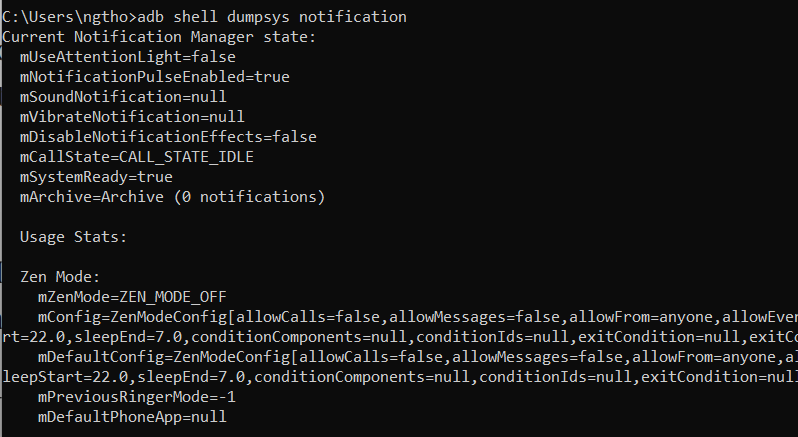 C:\Users\ngtho>adb shell dumpsys notification
Current Notification Manager state:
mUseAttentionLight=false
mNotificationPulseEnabled=true
mSoundNotification=null
mVibrateNotification=null
mDisableNotificationEffects=false
mCallState=CALL_STATE_IDLE
mSystemReady=true
mArchive=Archive (0 notifications)
Usage Stats:
Zen Mode:
mZenMode=ZEN_MODE_OFF
mConfig=ZenModeConfig[allowCalls=false,allowMessages=false,allowFrom=anyone,allowEven
rt=22.0,sleepEnd=7.0,conditionComponents=null,conditionIds=null,exitCondition=null,exitCo
mDefaultConfig=ZenModeConfig[allowCalls=false,allowMessages=false,allowFrom=anyone,al
leepStart=22.0,sleepEnd=7.0,conditionComponents=null,conditionIds=null,exitCondition=null
mPreviousRingerMode=-1
mDefaultPhoneApp=null